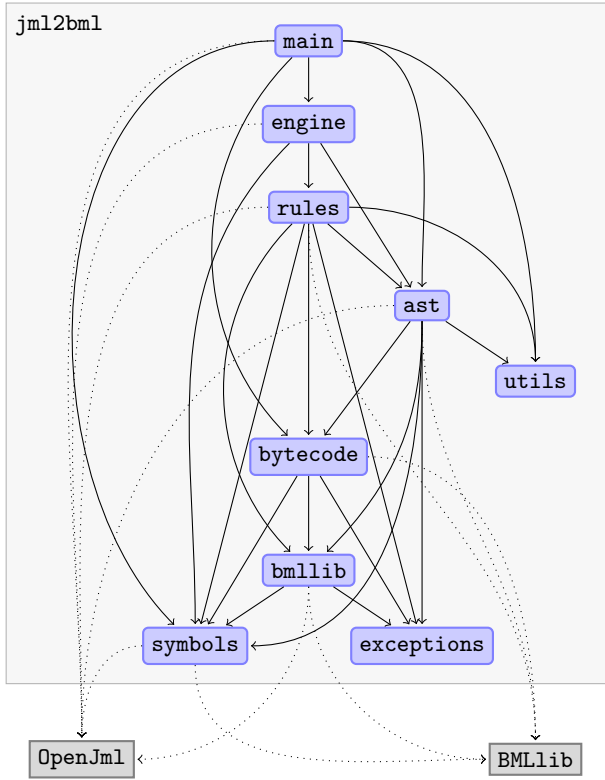 jml2bml
main
engine
rules
ast
utils
bytecode
bmllib
symbols
exceptions
OpenJml
BMLlib